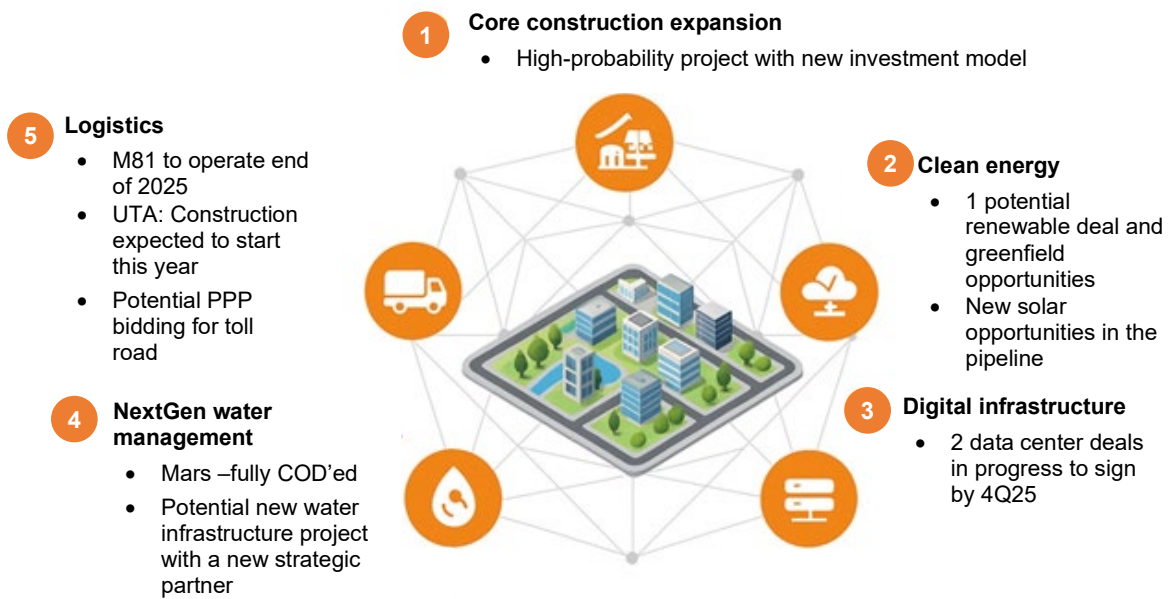 1
Core construction expansion
• High-probability project with new investment model
2
Clean energy
• 1 potential
renewable deal and
greenfield
opportunities
• New solar
opportunities in the
pipeline
3
Digital infrastructure
• 2 data center deals
in progress to sign
by 4Q25
4
NextGen water
management
• Mars –fully COD’ed
• Potential new water
infrastructure project
with a new strategic
partner
5
Logistics
• M81 to operate end
of 2025
• UTA: Construction
expected to start
this year
• Potential PPP
bidding for toll
road